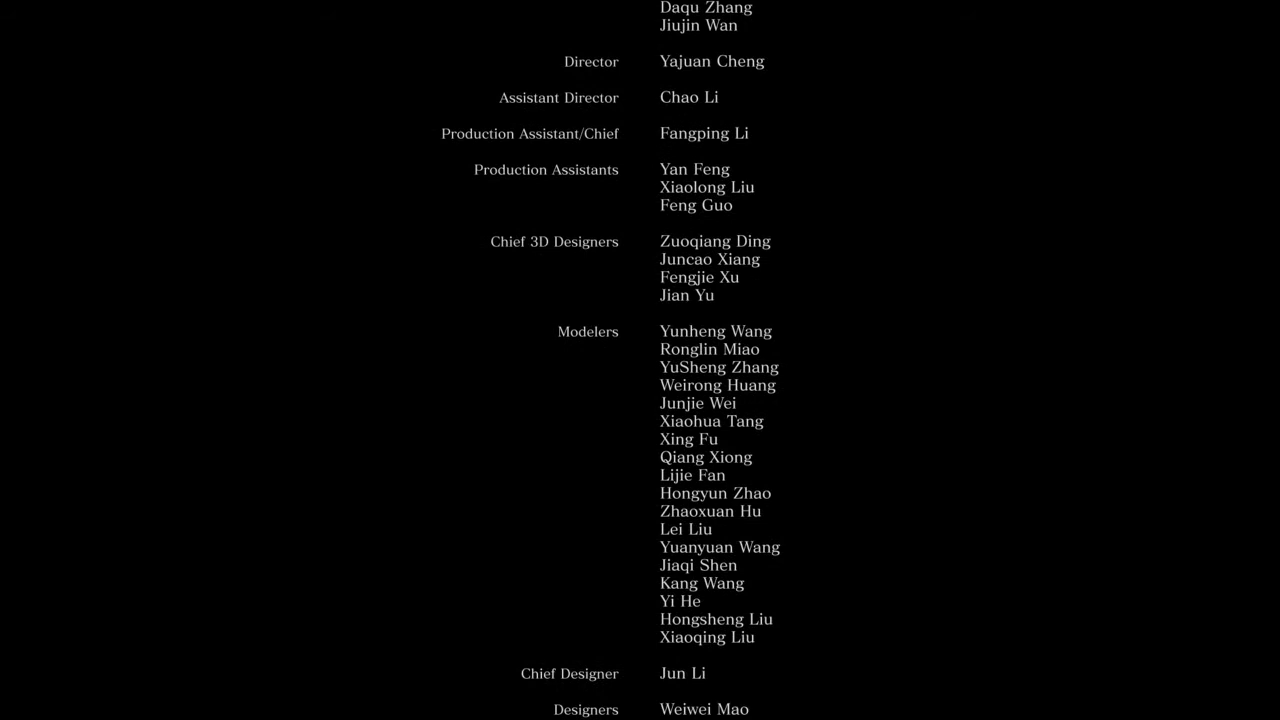 Daqu Zhang
Jiujin Wan
Director Yajuan Cheng
Assistant Director Chao Li
Production Assistant/Chief Fangping Li
Production Assistants Yan Feng
Xiaolong Liu
Feng Guo
Chief 3D Designers Zuoqiang Ding
Juncao Xiang
Fengjie Xu
Jian Yu
Modelers Yunheng Wang
Ronglin Miao
YuSheng Zhang
Weirong Huang
Junjie Wei
Xiaohua Tang
Xing Fu
Qiang Xiong
Lijie Fan
Hongyun Zhao
Zhaoxuan Hu
Lei Liu
Yuanyuan Wang
Jiaqi Shen
Kang Wang
Yi He
Hongsheng Liu
Xiaoqing Liu
Chief Designer Jun Li
Designers Weiwei Mao